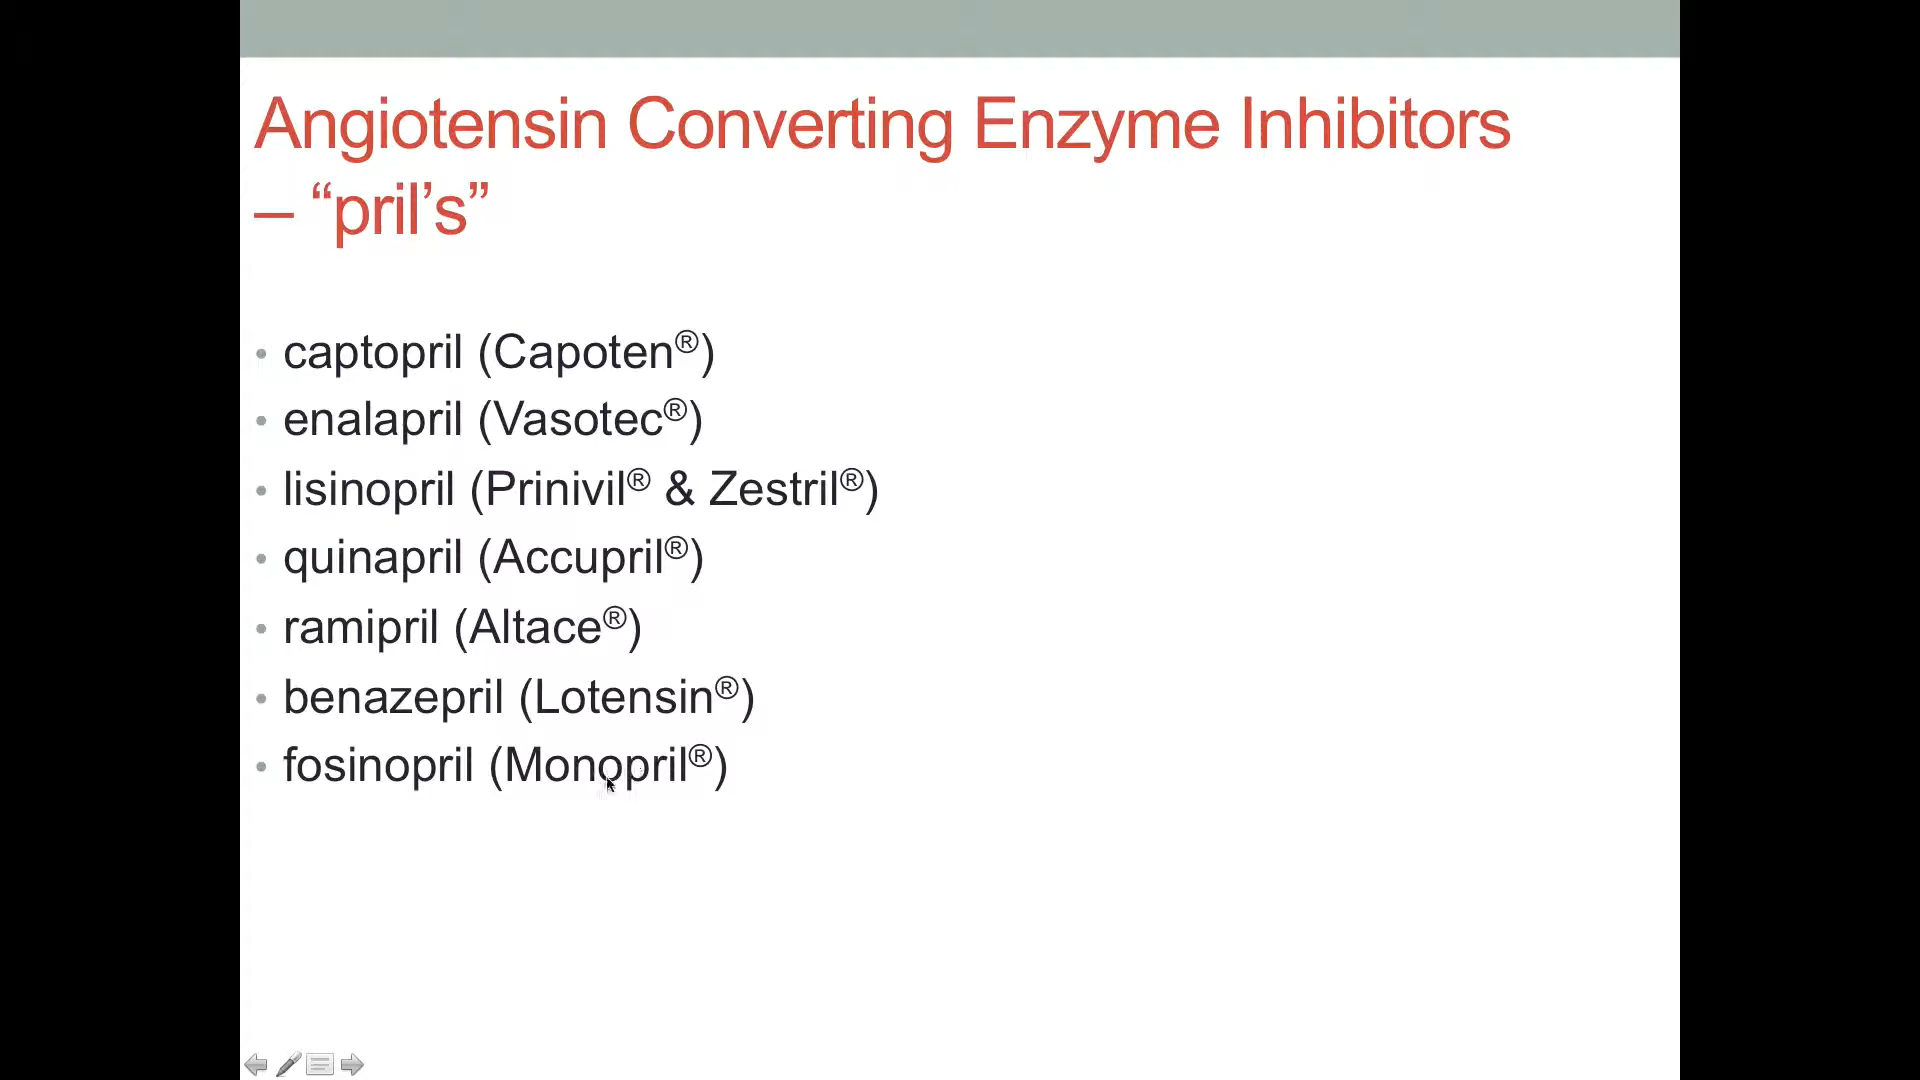 Angiotensin Converting Enzyme Inhibitors
– “pril’s”
• captopril (Capoten®)
• enalapril (Vasotec®)
• lisinopril (Prinivil® & Zestril®)
• quinapril (Accupril®)
• ramipril (Altace®)
• benazepril (Lotensin®)
• fosinopril (Monopril®)